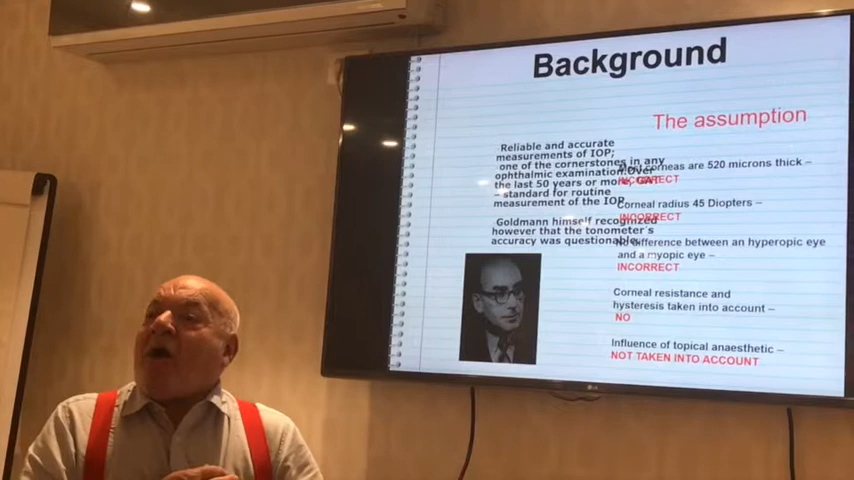 Background
The assumption
Reliable and accurate
measurements of IOP;
one of the cornerstones in any
ophthalmic examination.Over
the last 50 years or more, GAT
– standard for routine
measurement of the IOP.
Goldmann himself recognized
however that the tonometer's
accuracy was questionable.
Most corneas are 520 microns thick –
INCORRECT
Corneal radius 45 Diopters –
INCORRECT
No difference between an hyperopic eye
and a myopic eye –
INCORRECT
Corneal resistance and
hysteresis taken into account –
NO
Influence of topical anaesthetic –
NOT TAKEN INTO ACCOUNT
LG